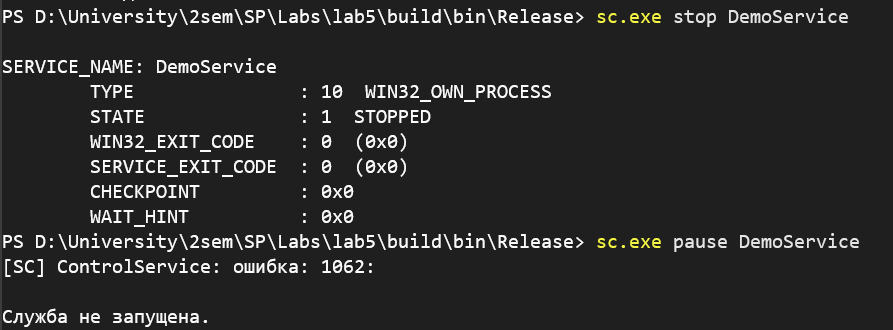 PS D:\University\2sem\SP\Labs\lab5\build\bin\Release> sc.exe stop DemoService
SERVICE_NAME: DemoService
TYPE : 10 WIN32_OWN_PROCESS
STATE : 1 STOPPED
WIN32_EXIT_CODE : 0 (0x0)
SERVICE_EXIT_CODE : 0 (0x0)
CHECKPOINT : 0x0
WAIT_HINT : 0x0
PS D:\University\2sem\SP\Labs\lab5\build\bin\Release> sc.exe pause DemoService
[SC] ControlService: ошибка: 1062:
Служба не запущена.